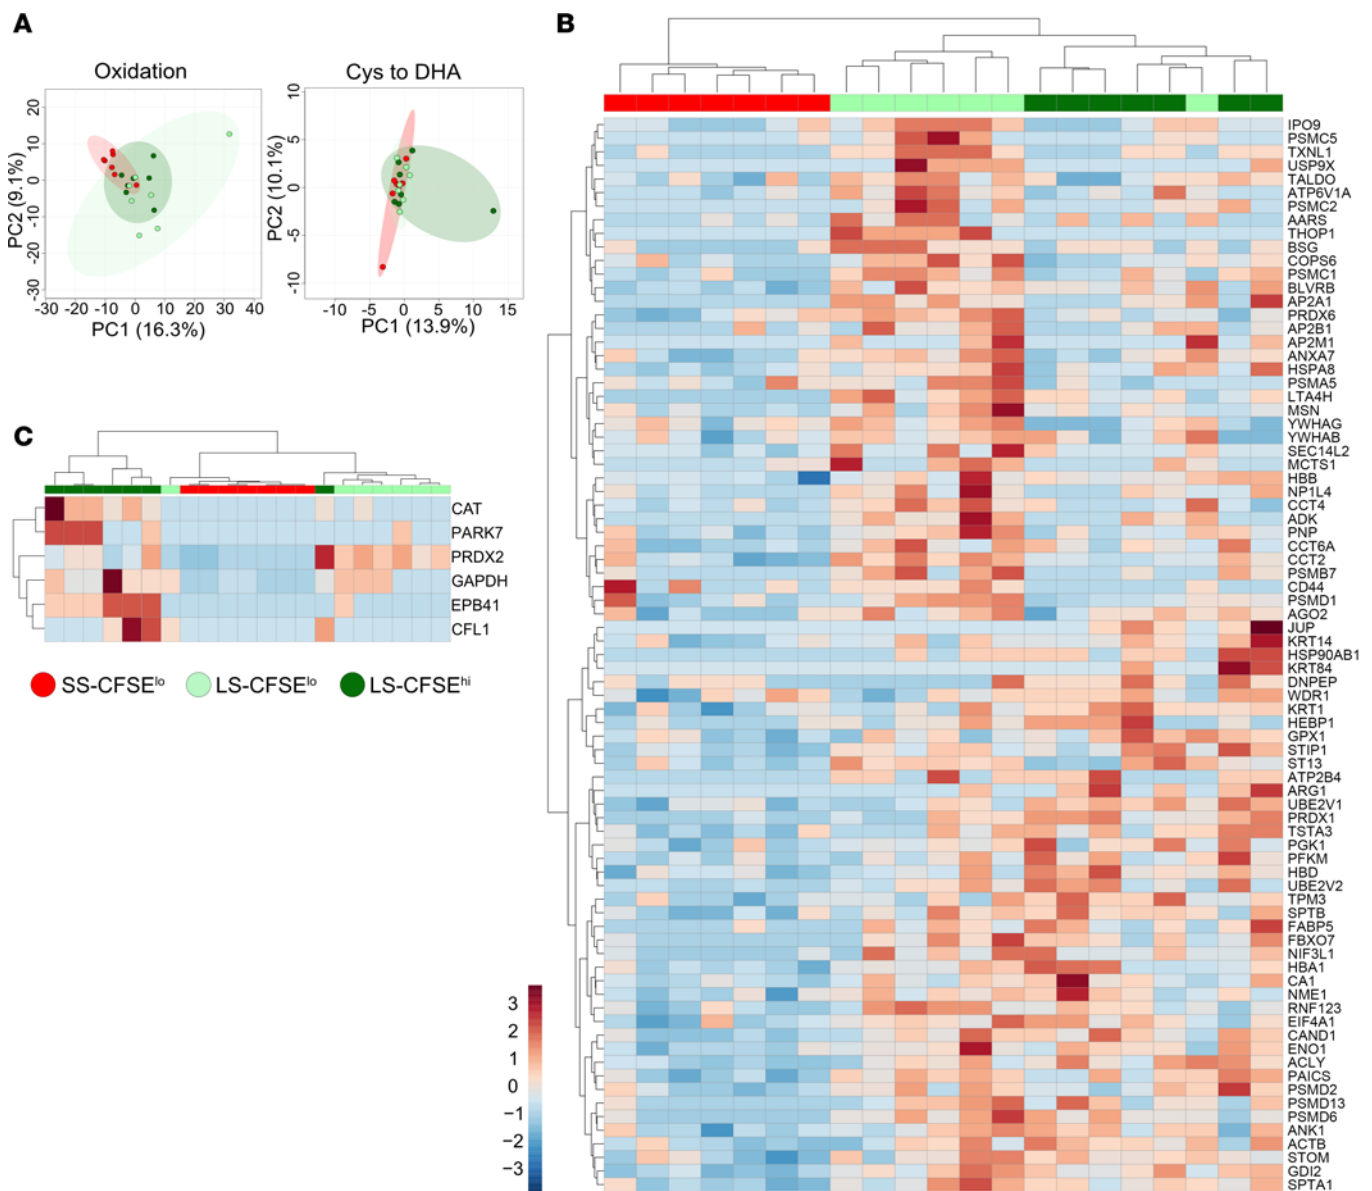 A
B
Oxidation
Cys to DHA
PC2 (9.1%)
20
10
0
-10
-20
-30
-30 -20 -10 0 10 20 30 40
PC1 (16.3%)
PC2 (10.1%)
10
5
0
-5
-10
-10 -5 0 5 10 15
PC1 (13.9%)
C
CAT
PARK7
PRDX2
GAPDH
EPB41
CFL1
SS-CFSElo
LS-CFSElo
LS-CFSEhi
IPO9
PSMC5
TXNL1
USP9X
TALDO
ATP6V1A
PSMC2
AARS
THOP1
BSG
COPS6
PSMC1
BLVRB
AP2A1
PRDX6
AP2B1
AP2M1
ANXA7
HSPA8
PSMA5
LTA4H
MSN
YWHAG
YWHAB
SEC14L2
MCTS1
HBB
NP1L4
CCT4
ADK
PNP
CCT6A
CCT2
PSMB7
CD44
PSMD1
AGO2
JUP
KRT14
HSP90AB1
KRT84
DNPEP
WDR1
KRT1
HEBP1
GPX1
STIP1
ST13
ATP2B4
ARG1
UBE2V1
PRDX1
TSTA3
PGK1
PFKM
HBD
UBE2V2
TPM3
SPTB
FABP5
FBXO7
NIF3L1
HBA1
CA1
NME1
RNF123
EIF4A1
CAND1
ENO1
ACLY
PAICS
PSMD2
PSMD13
PSMD6
ANK1
ACTB
STOM
GDI2
SPTA1
3
2
1
0
−1
−2
−3